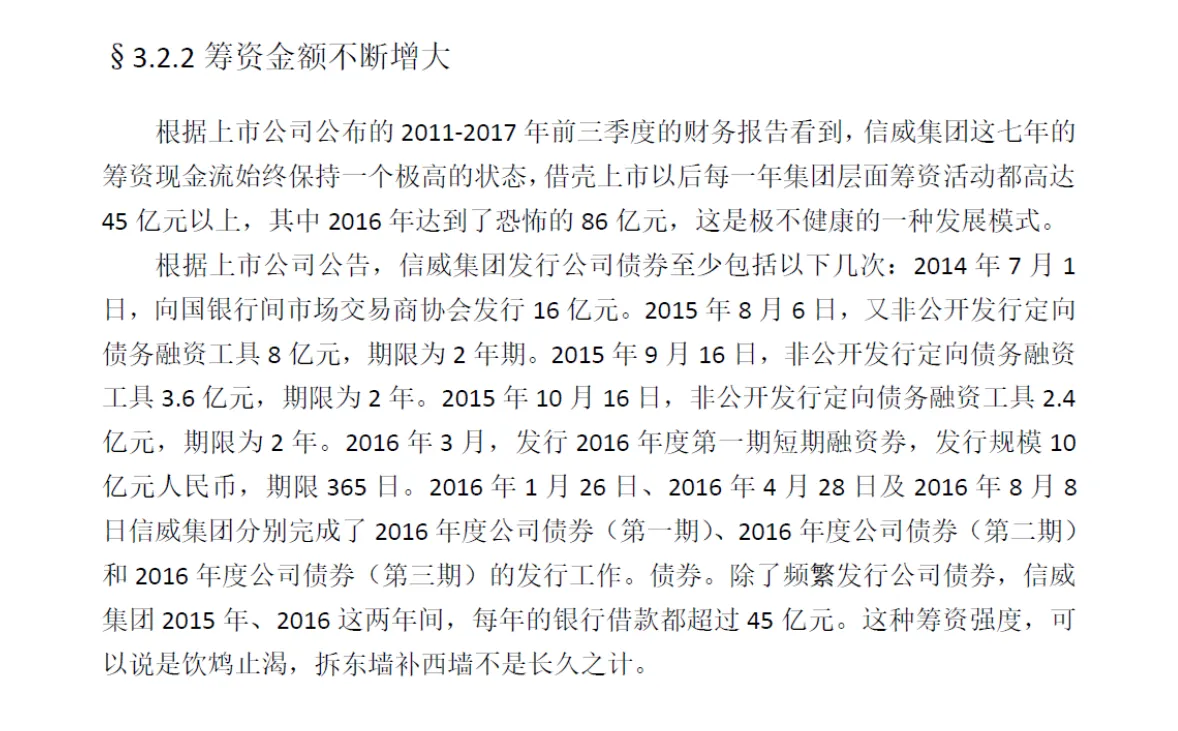 §3.2.2 筹资金额不断增大
根据上市公司公布的 2011-2017 年前三季度的财务报告看到，信威集团这七年的
筹资现金流始终保持一个极高的状态，借壳上市以后每一年集团层面筹资活动都高达
45 亿元以上，其中 2016 年达到了恐怖的 86 亿元，这是极不健康的一种发展模式。
根据上市公司公告，信威集团发行公司债券至少包括以下几次：2014 年 7 月 1
日，向国银行间市场交易商协会发行 16 亿元。2015 年 8 月 6 日，又非公开发行定向
债务融资工具 8 亿元，期限为 2 年期。2015 年 9 月 16 日，非公开发行定向债务融资
工具 3.6 亿元，期限为 2 年。2015 年 10 月 16 日，非公开发行定向债务融资工具 2.4
亿元，期限为 2 年。2016 年 3 月，发行 2016 年度第一期短期融资券，发行规模 10
亿元人民币，期限 365 日。2016 年 1 月 26 日、2016 年 4 月 28 日及 2016 年 8 月 8
日信威集团分别完成了 2016 年度公司债券（第一期）、2016 年度公司债券（第二期）
和 2016 年度公司债券（第三期）的发行工作。债券。除了频繁发行公司债券，信威
集团 2015 年、2016 这两年间，每年的银行借款都超过 45 亿元。这种筹资强度，可
以说是饮鸩止渴，拆东墙补西墙不是长久之计。